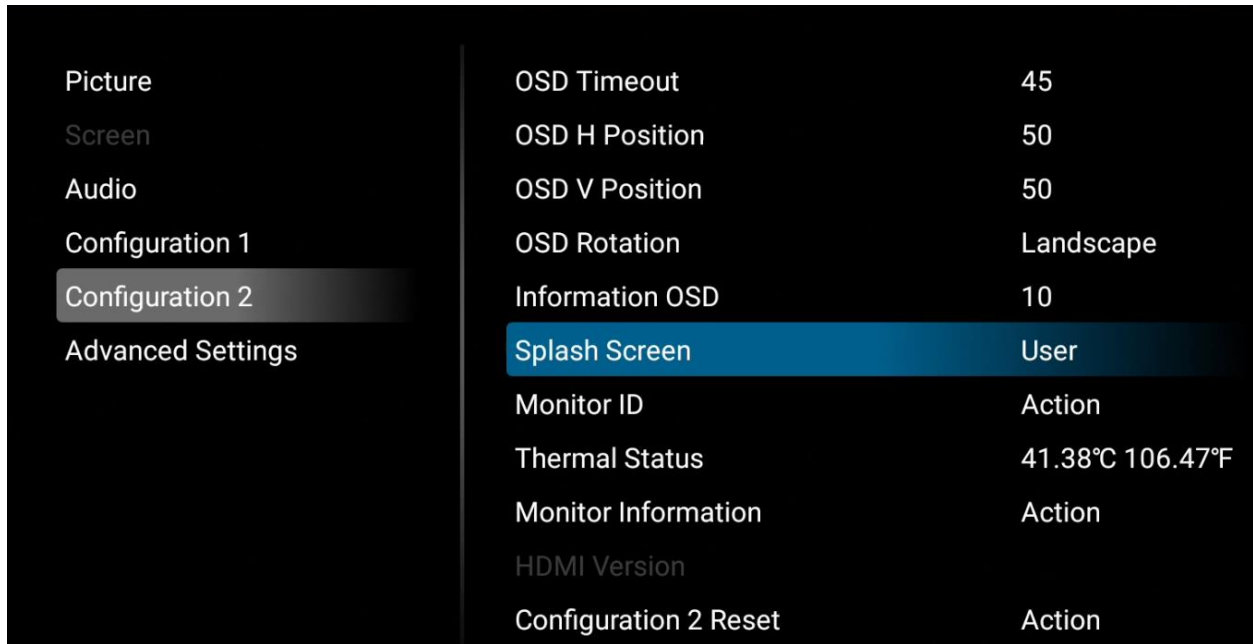 Picture
Screen
Audio
Configuration 1
Configuration 2
Advanced Settings
OSD Timeout 45
OSD H Position 50
OSD V Position 50
OSD Rotation Landscape
Information OSD 10
Splash Screen User
Monitor ID Action
Thermal Status 41.38℃ 106.47℉
Monitor Information Action
HDMI Version
Configuration 2 Reset Action